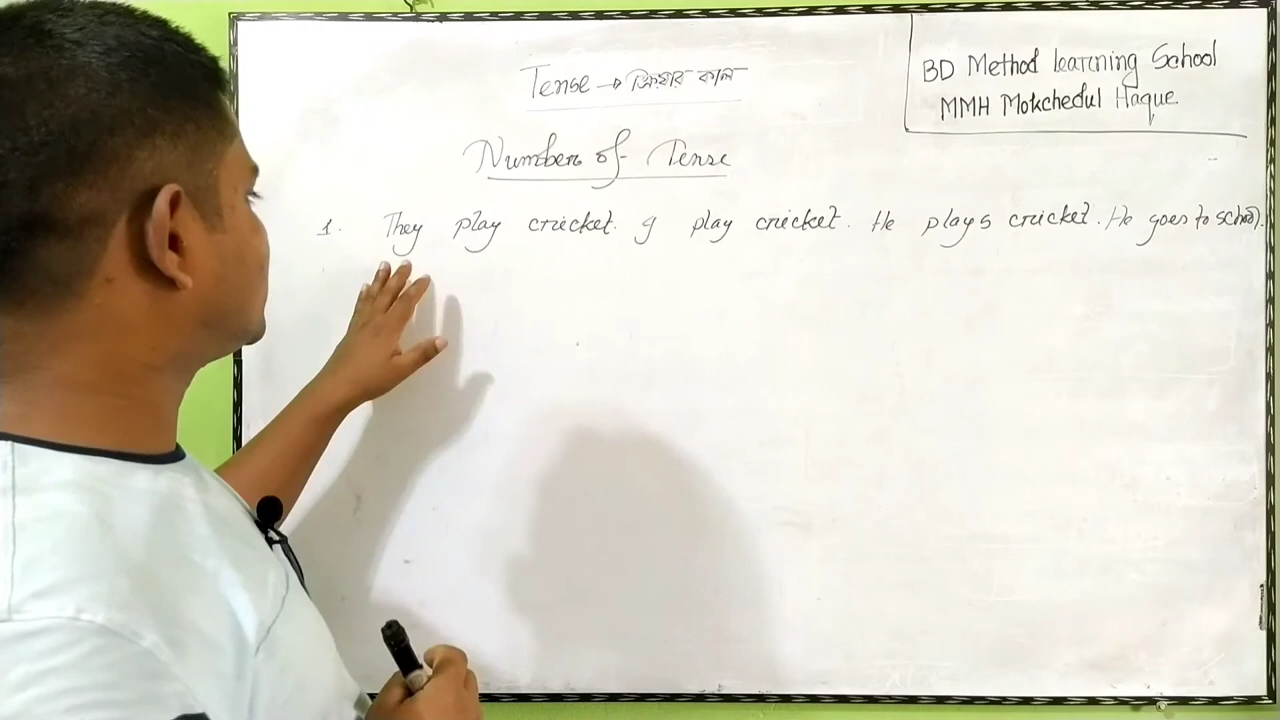 Tense → ক্রিয়ার কাল
BD Method Learning School
MMH Mokchedul Haque
Number of Tense
1. They play cricket. I play cricket. He plays cricket. He goes to school.